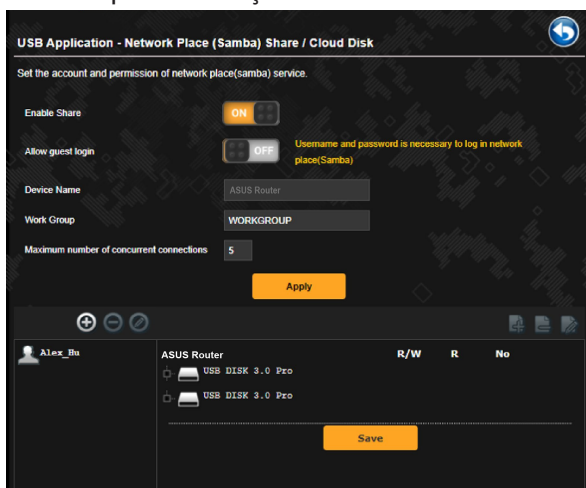 USB Application - Network Place (Samba) Share / Cloud Disk
Set the account and permission of network place(samba) service.
Enable Share ON
Allow guest login OFF Username and password is necessary to log in network
place(Samba)
Device Name ASUS Router
Work Group WORKGROUP
Maximum number of concurrent connections 5
Apply
Alex_Hu
ASUS Router R/W R No
USB DISK 3.0 Pro
USB DISK 3.0 Pro
Save